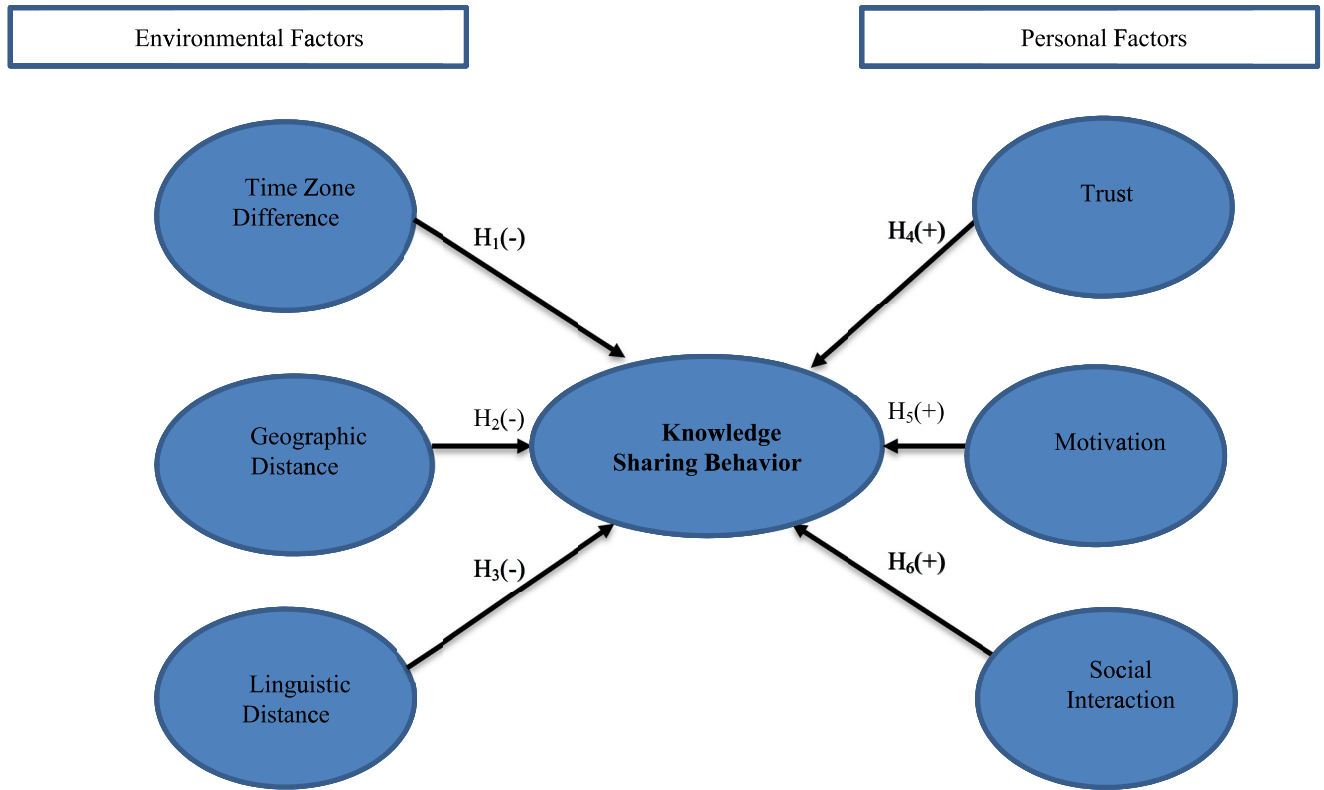 Environmental Factors
Personal Factors
Time Zone
Difference
H₁(-)
H₄(+)
Trust
Geographic
Distance
H₂(-)
Knowledge
Sharing Behavior
H₅(+)
Motivation
Linguistic
Distance
H₃(-)
H₆(+)
Social
Interaction